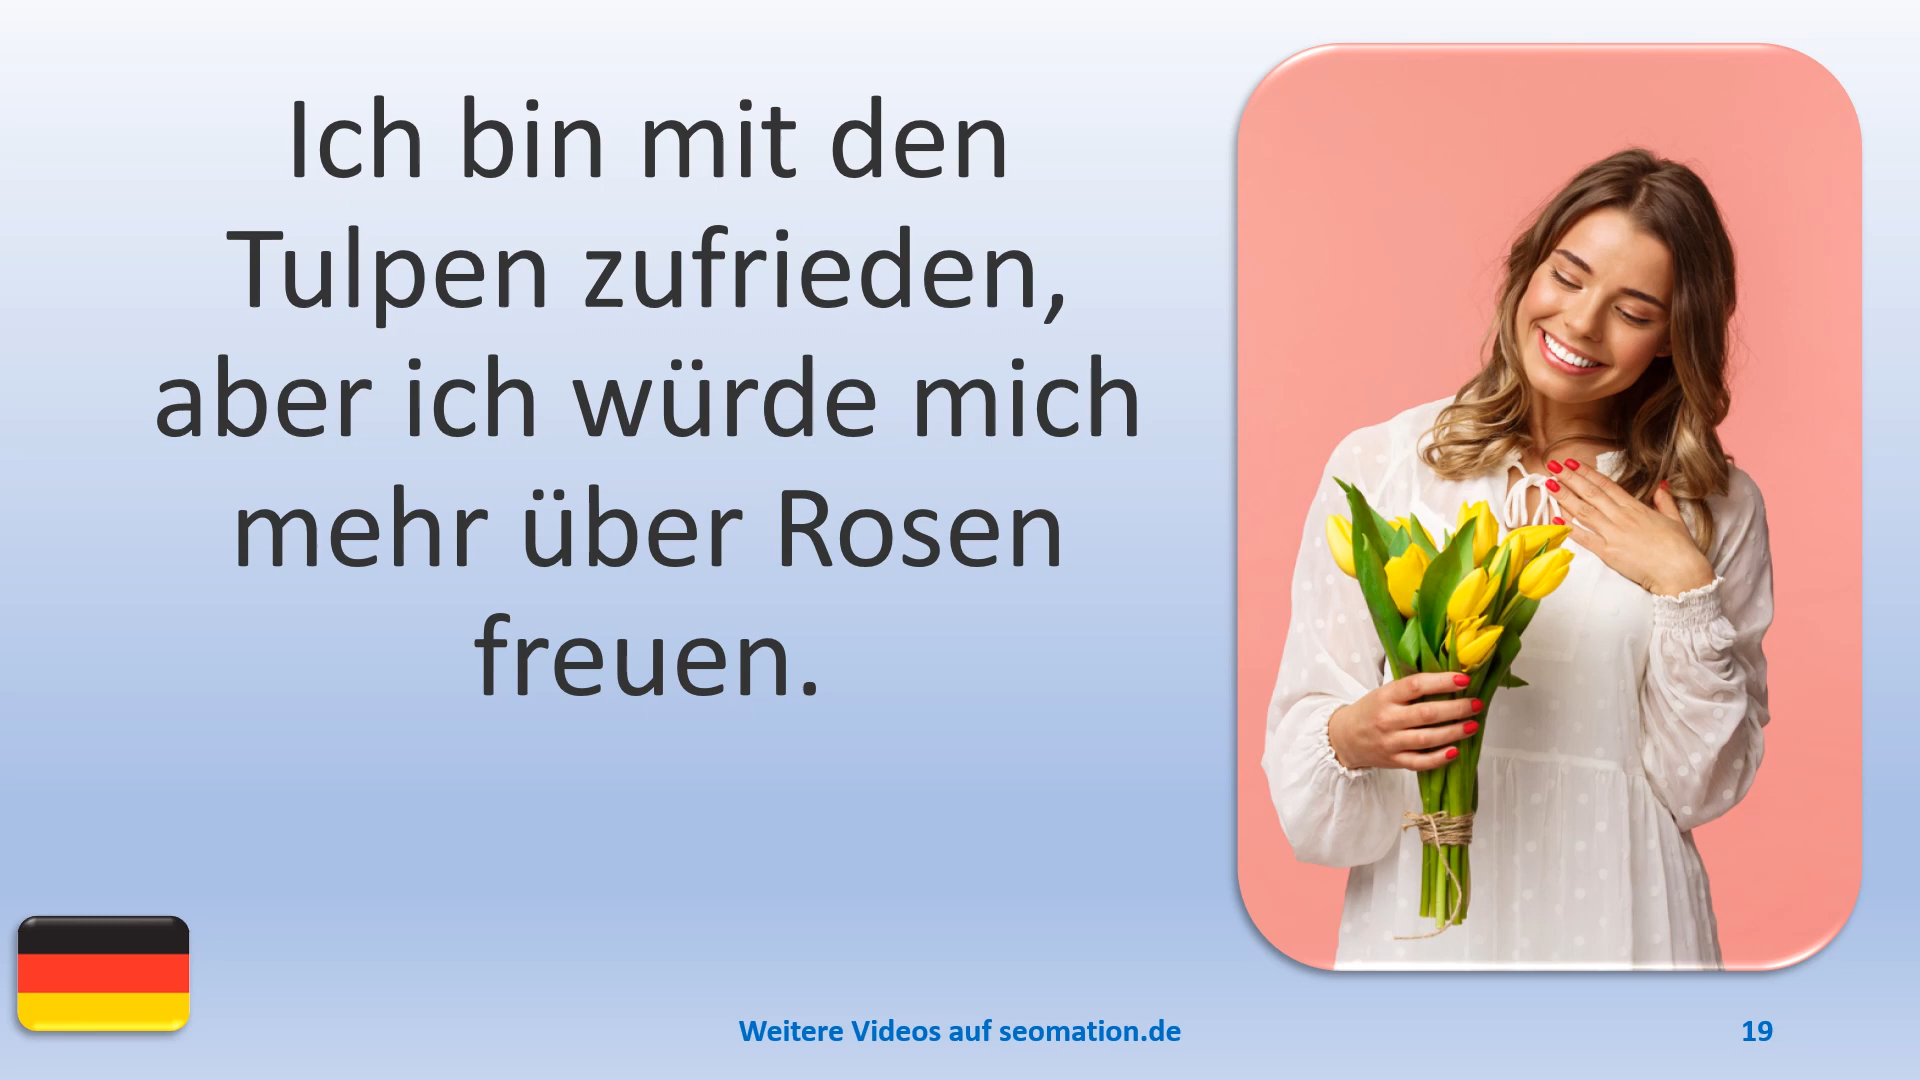 Ich bin mit den
Tulpen zufrieden,
aber ich würde mich
mehr über Rosen
freuen.
Weitere Videos auf seomation.de
19